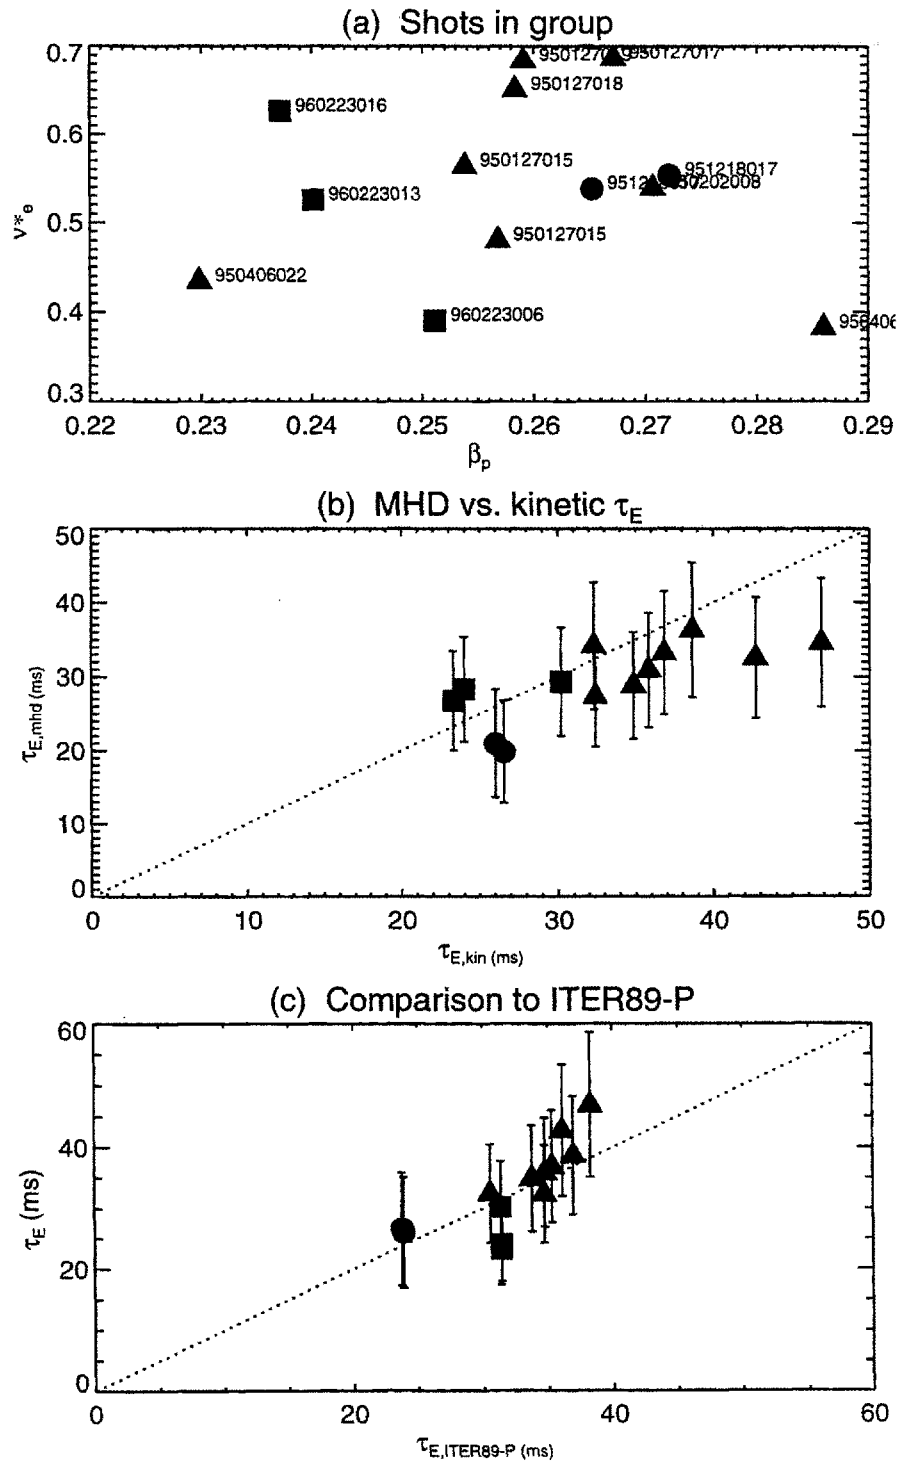 (a) Shots in group
0.7
0.6
0.5
0.4
0.3
ν*e
950127017
950127018
960223016
950127015
951218017
950202008
960223013
950127015
950406022
960223006
0.22 0.23 0.24 0.25 0.26 0.27 0.28 0.29
βp
(b) MHD vs. kinetic τE
50
40
30
20
10
0
τE,mhd (ms)
0 10 20 30 40 50
τE,kin (ms)
(c) Comparison to ITER89-P
60
40
20
0
τE (ms)
0 20 40 60
τE,ITER89-P (ms)